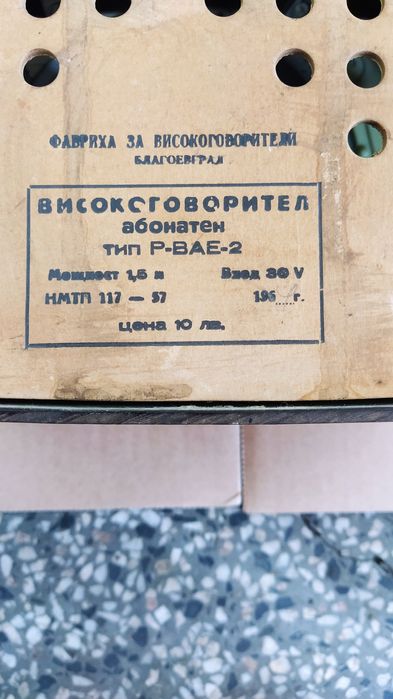 ФАБРИКА ЗА ВИСОКОГОВОРИТЕЛИ
БЛАГОЕВГРАД
ВИСОКОГОВОРИТЕЛ
абонатен
тип Р-ВАЕ-2
Мощност 1,5 н Вход 30 V
НМТП 117 — 57 196 г.
цена 10 лв.